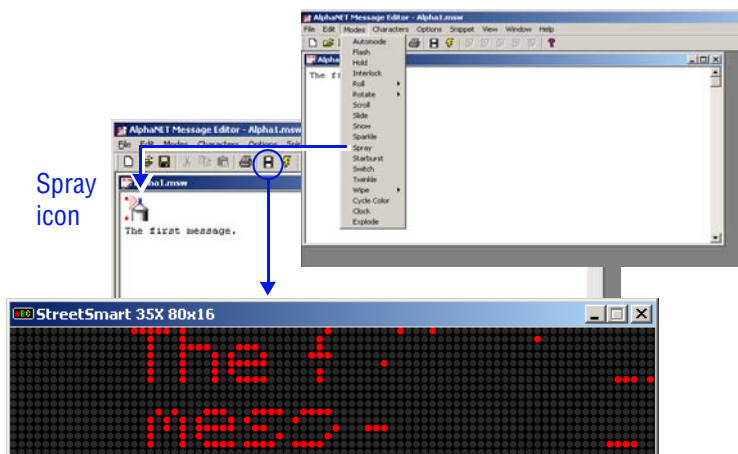 AlphaNET Message Editor - Alpha1.msw
File Edit Modes Characters Options Snippet View Window Help
Automode
Flash
Hold
Interlock
Roll
Rotate
Scroll
Slide
Snow
Sparkle
Spray
Starburst
Switch
Twinkle
Wipe
Cycle Color
Clock
Explode
Alpha
The fi
AlphaNET Message Editor - Alpha1.msw
File Edit Modes Characters Options Sni
Alpha1.msw
The first message.
Spray
icon
ABC StreetSmart 35X 80x16
The f
mess